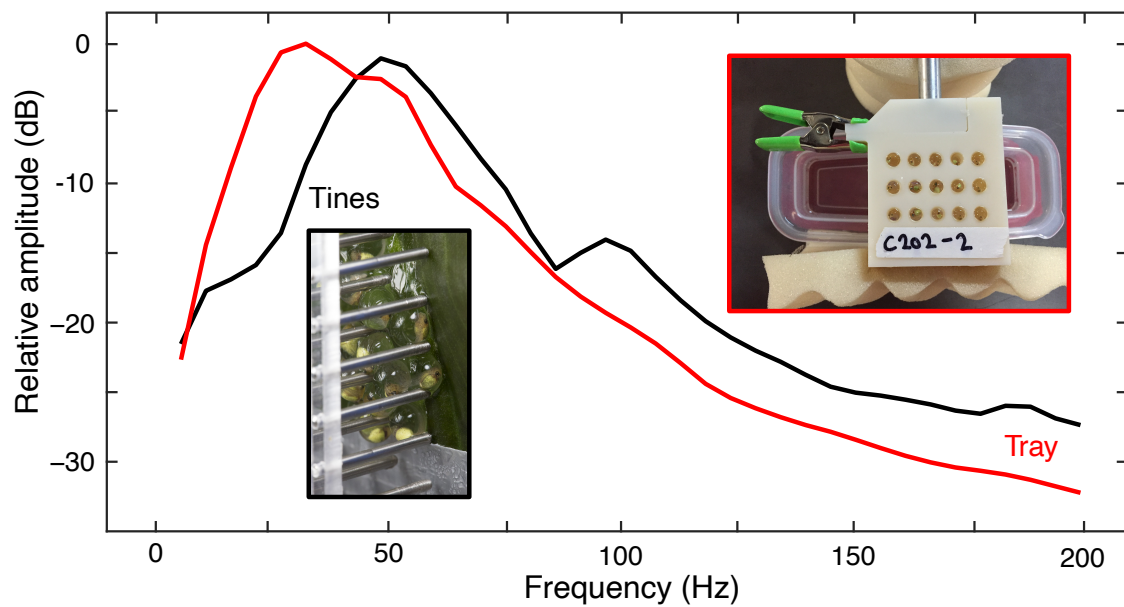 Relative amplitude (dB)
0
-10
−20
−30
Tines
C202-2
Tray
0
50
100
150
200
Frequency (Hz)